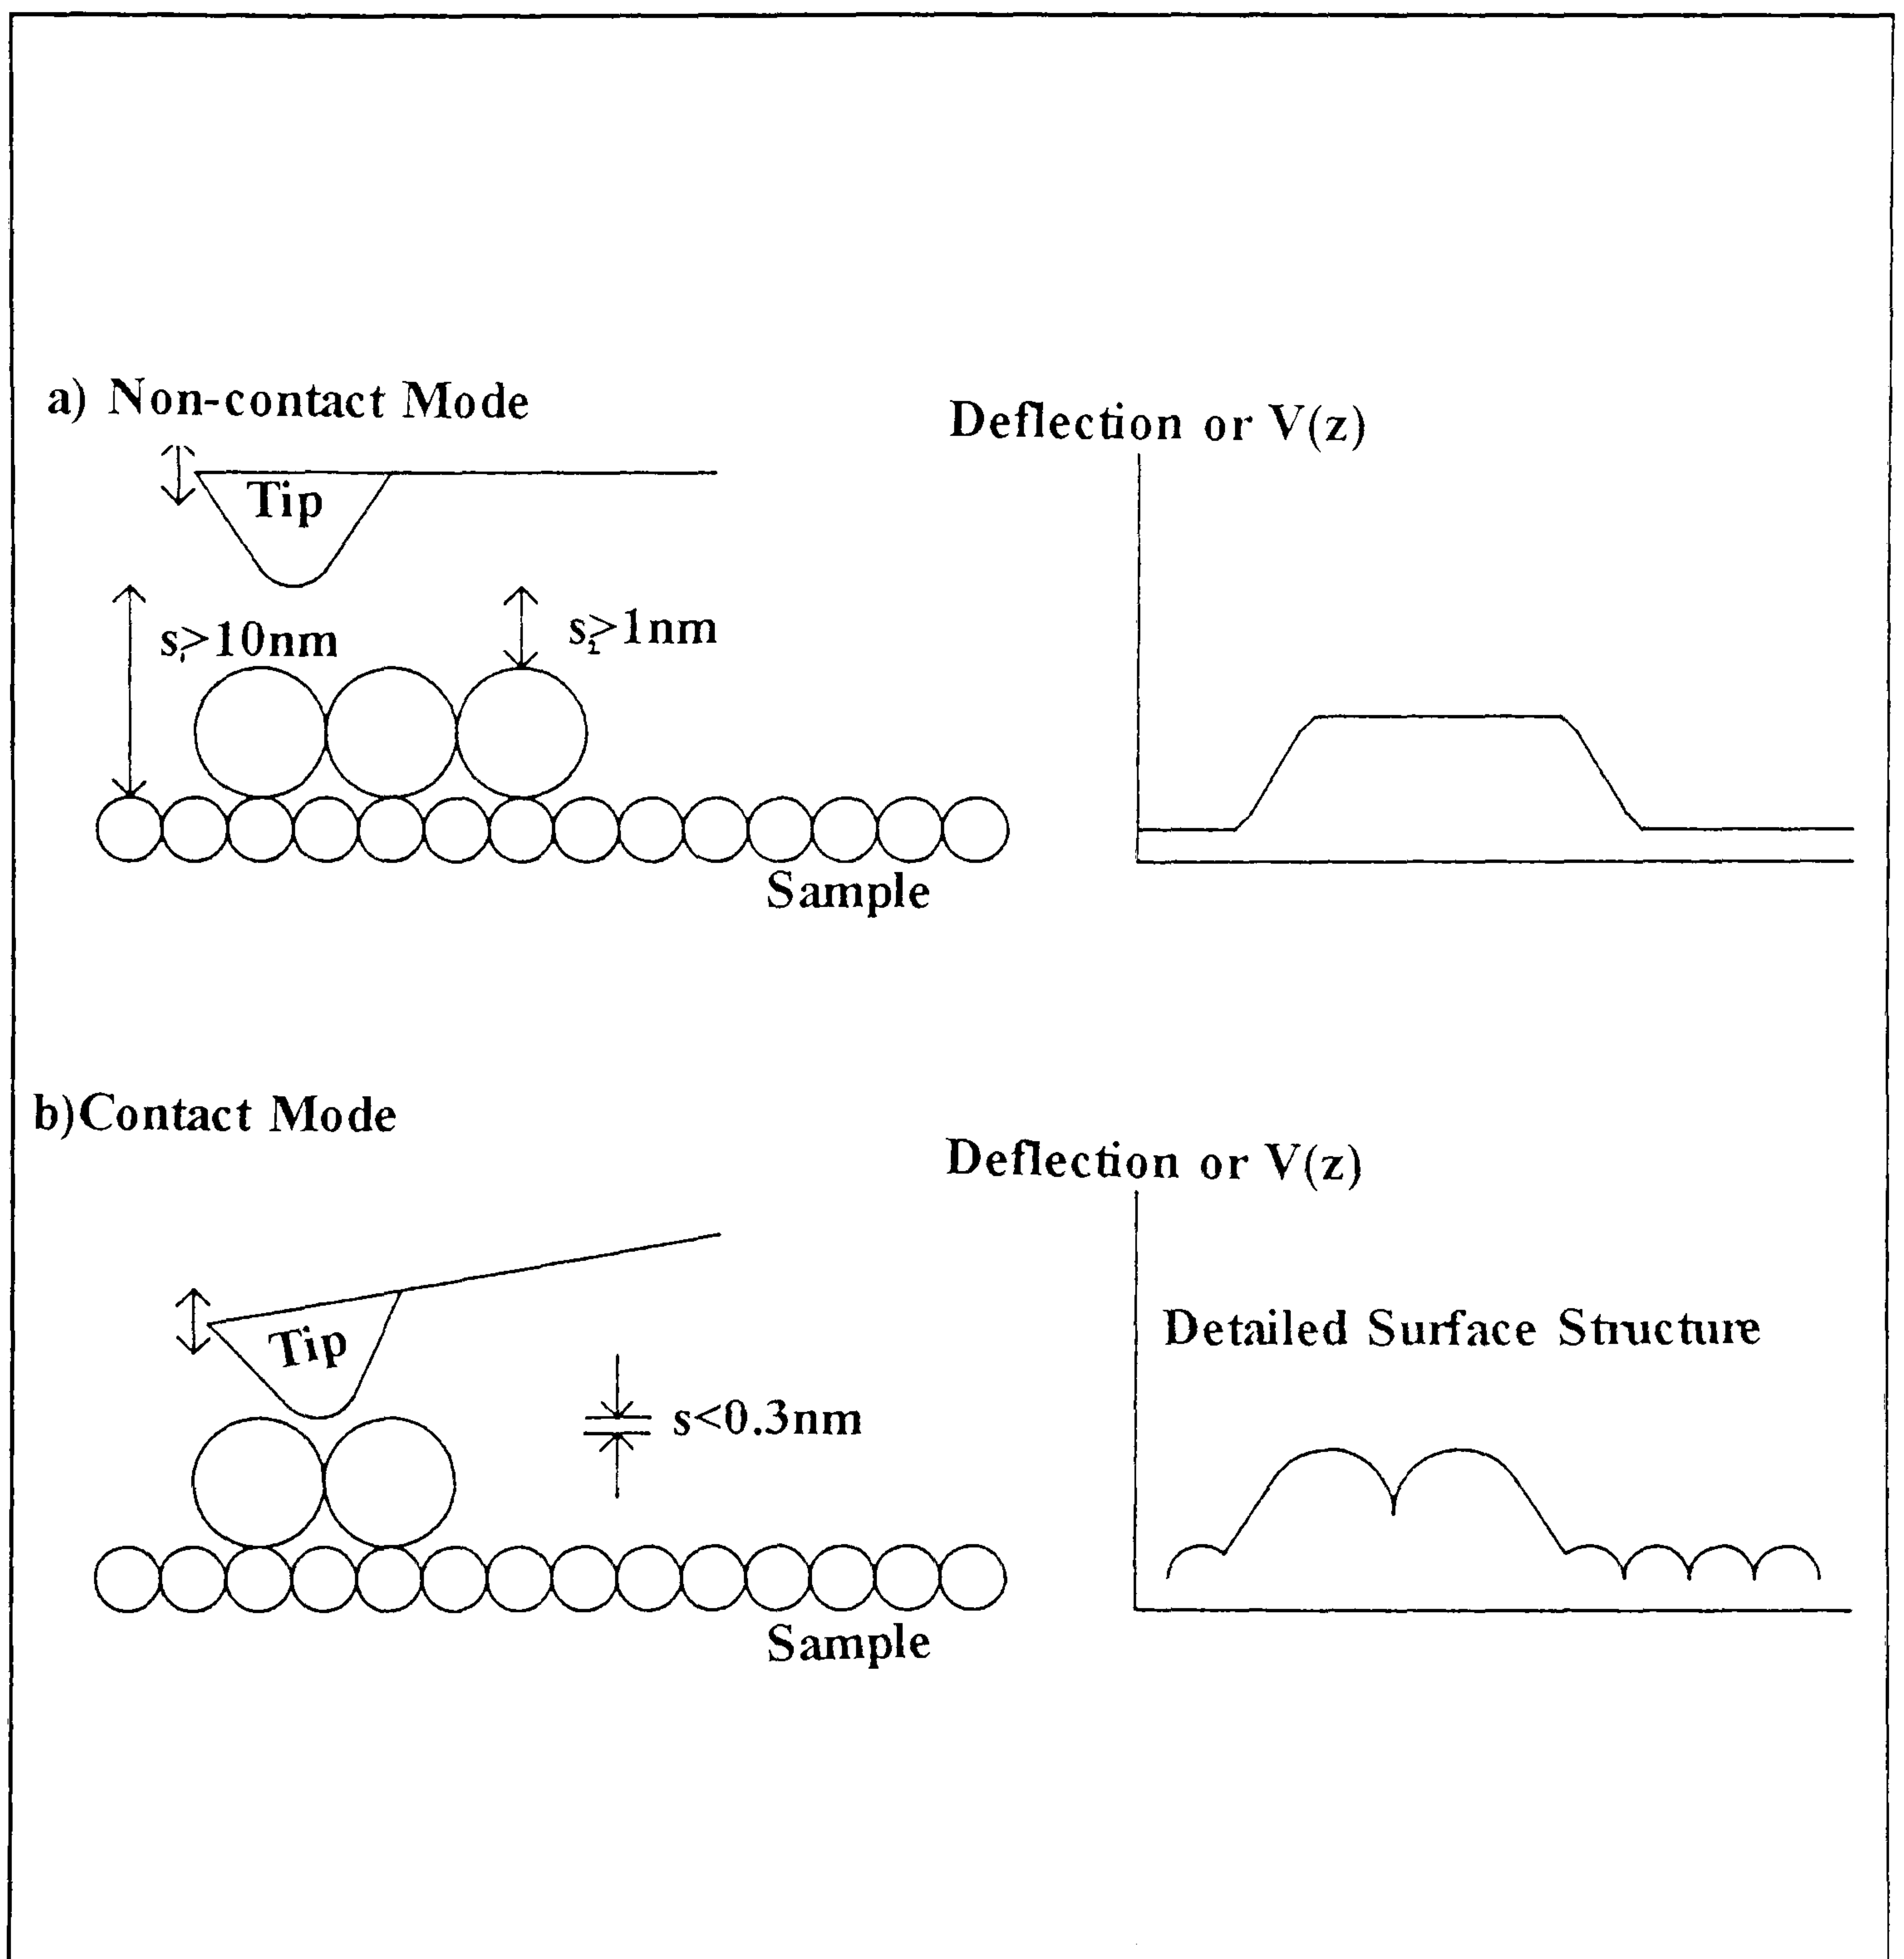 a) Non-contact Mode
Deflection or V(z)
Tip
s₁>10nm
s₂>1nm
Sample
b)Contact Mode
Deflection or V(z)
Detailed Surface Structure
Tip
s<0.3nm
Sample